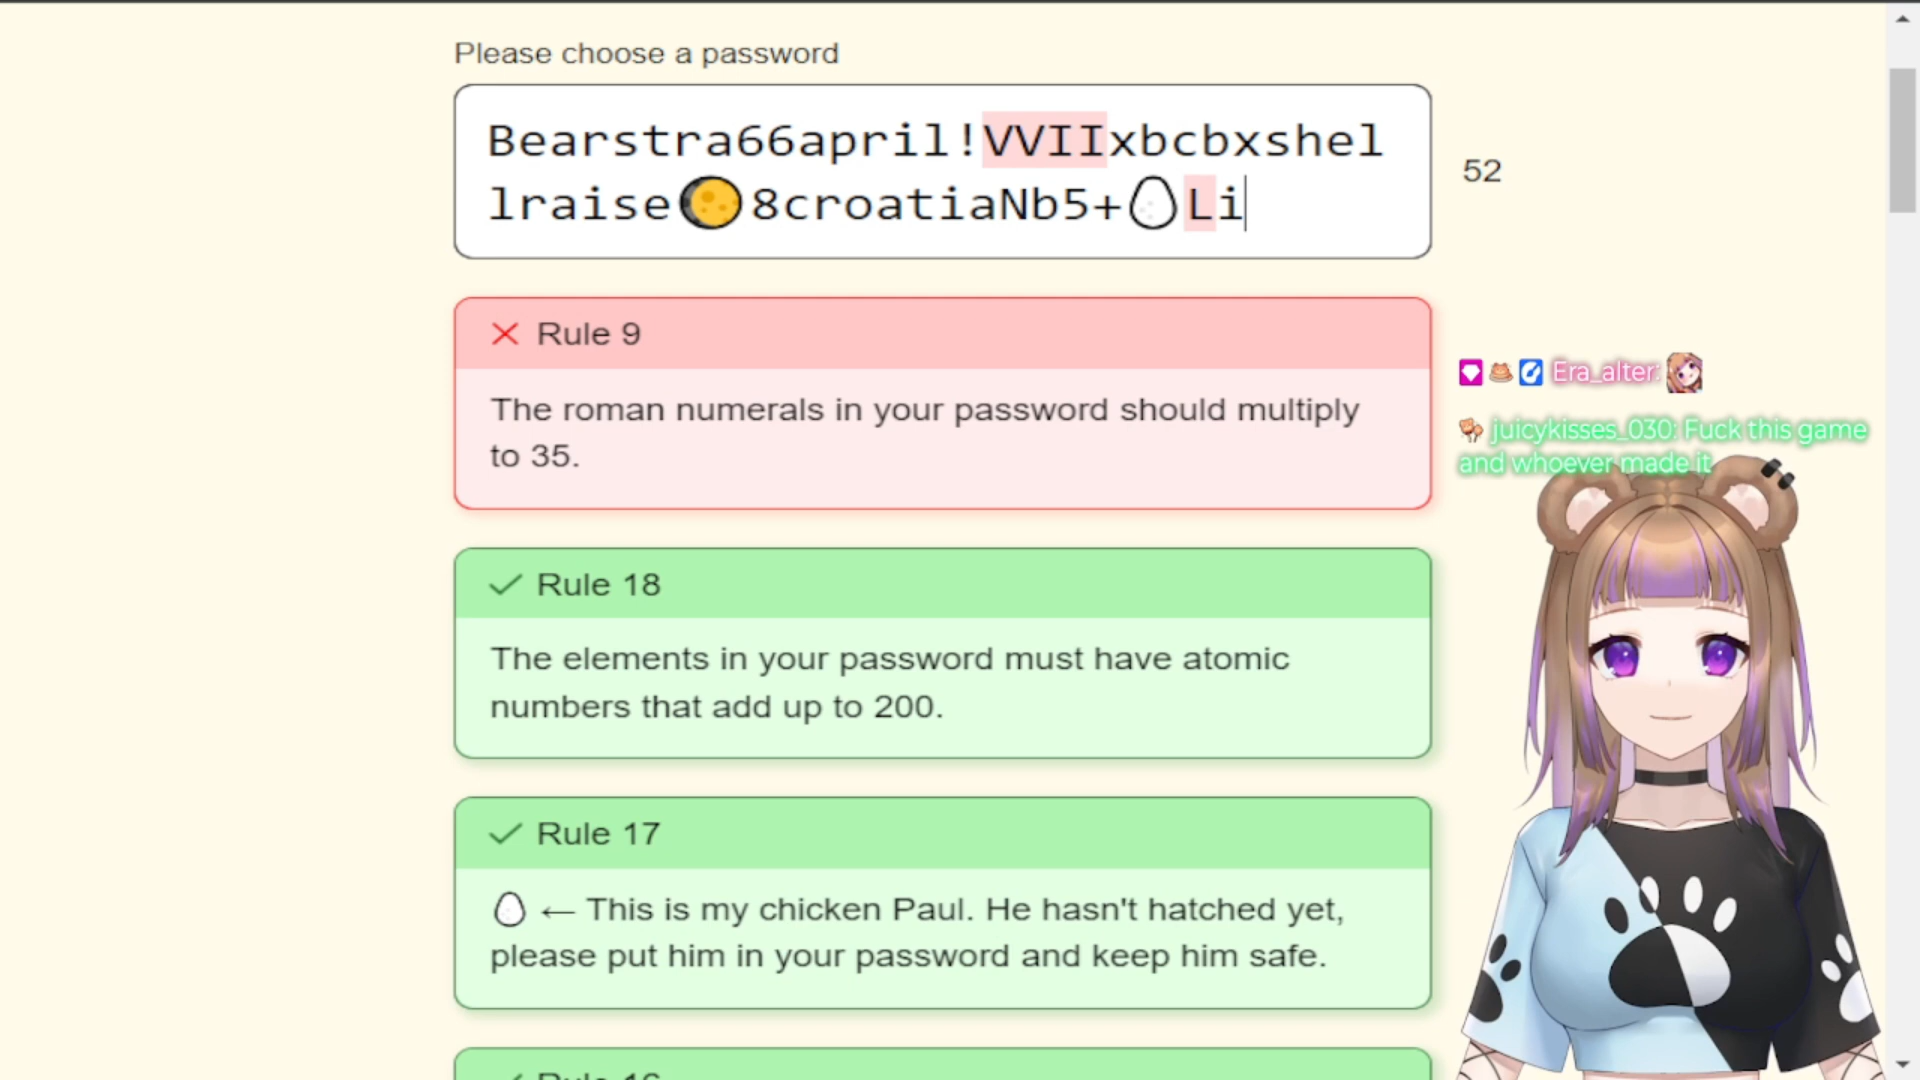 Please choose a password
Bearstra66april!VVIIxbcbxshel
lraise🌔8croatiaNb5+🥚Li
52
Rule 9
The roman numerals in your password should multiply
to 35.
Era_alter:
juicykisses_030: Fuck this game
and whoever made it
Rule 18
The elements in your password must have atomic
numbers that add up to 200.
Rule 17
🥚 ← This is my chicken Paul. He hasn't hatched yet,
please put him in your password and keep him safe.
Rule 16